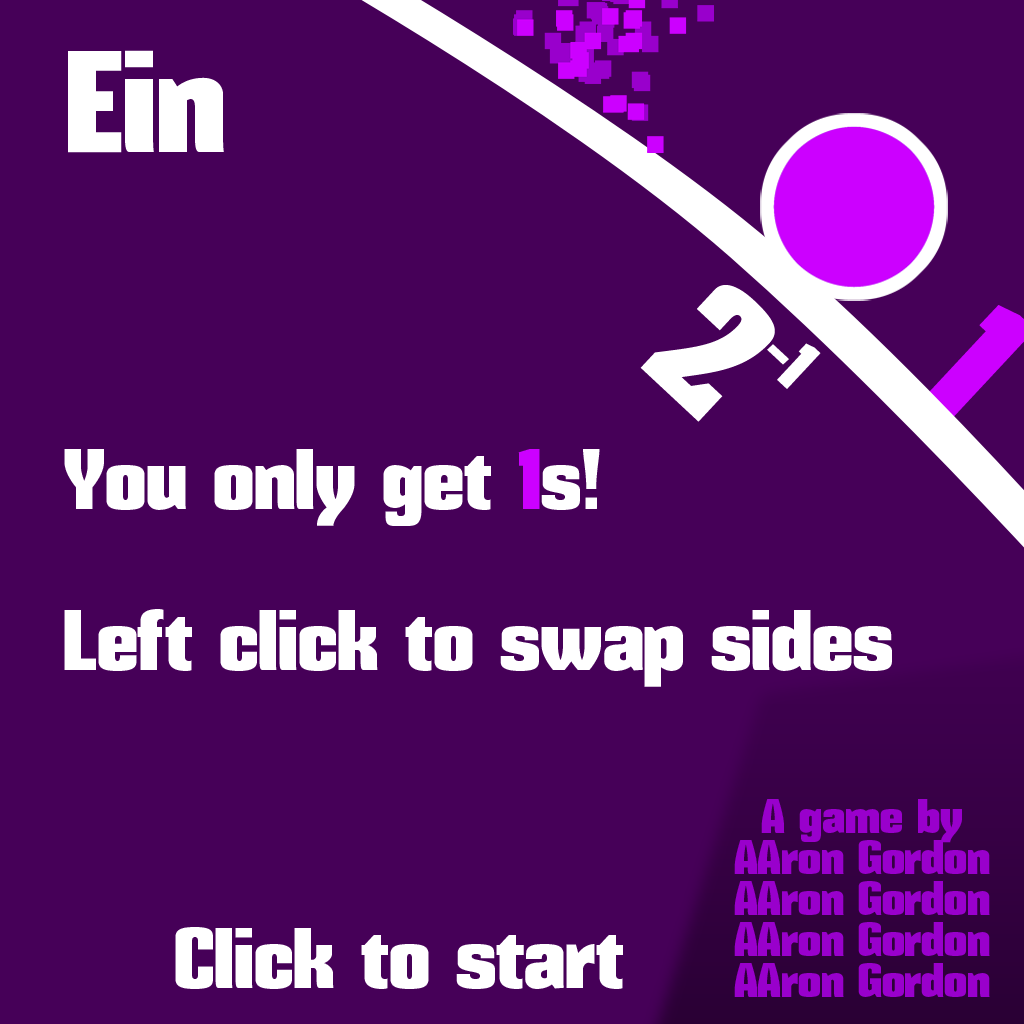 Ein
2⁻¹
1
You only get 1s!
Left click to swap sides
A game by
AAron Gordon
AAron Gordon
AAron Gordon
AAron Gordon
Click to start